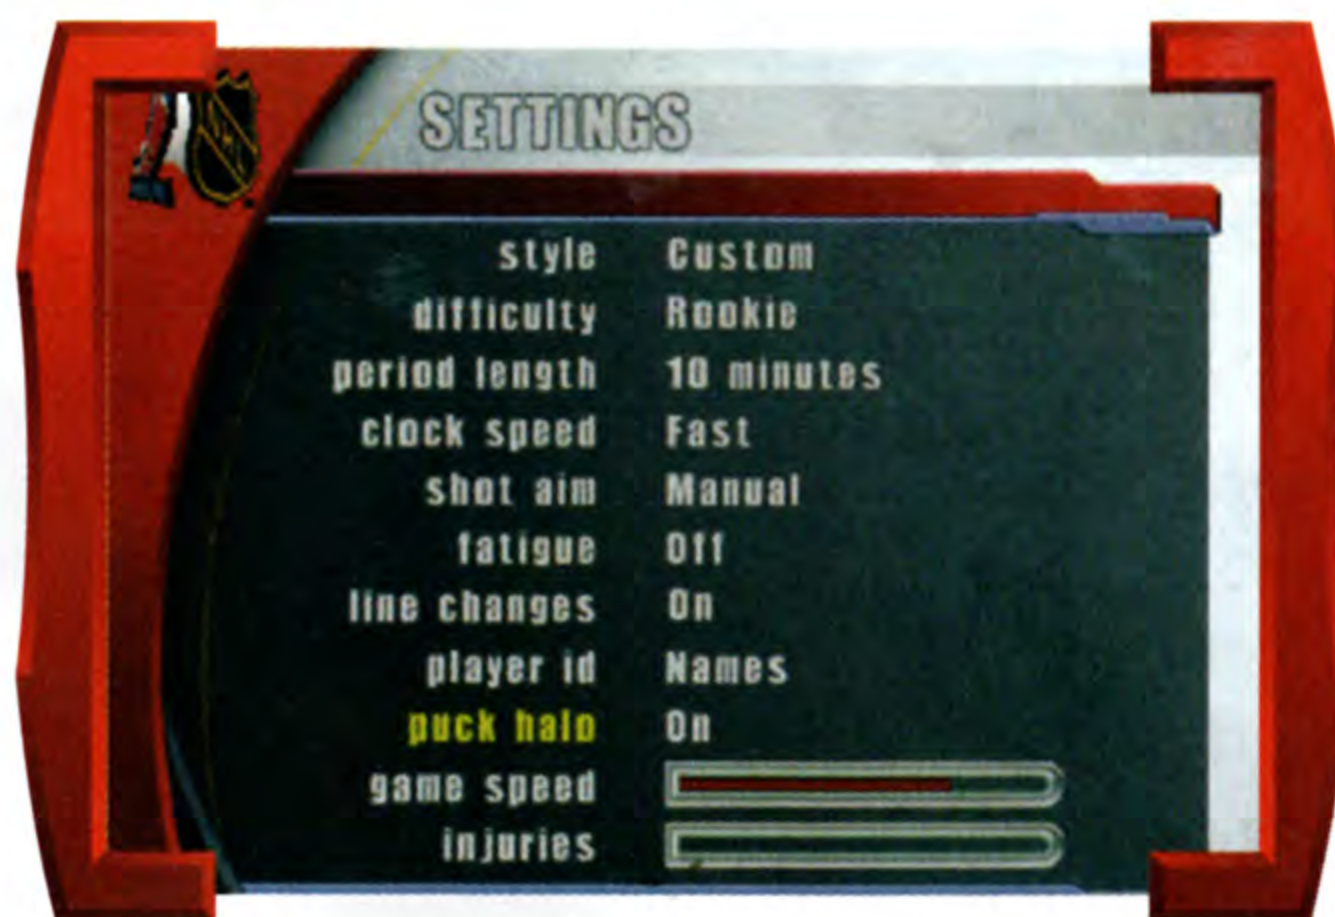 NHL
SETTINGS
style Custom
difficulty Rookie
period length 10 minutes
clock speed Fast
shot aim Manual
fatigue Off
line changes On
player id Names
puck halo On
game speed
injuries